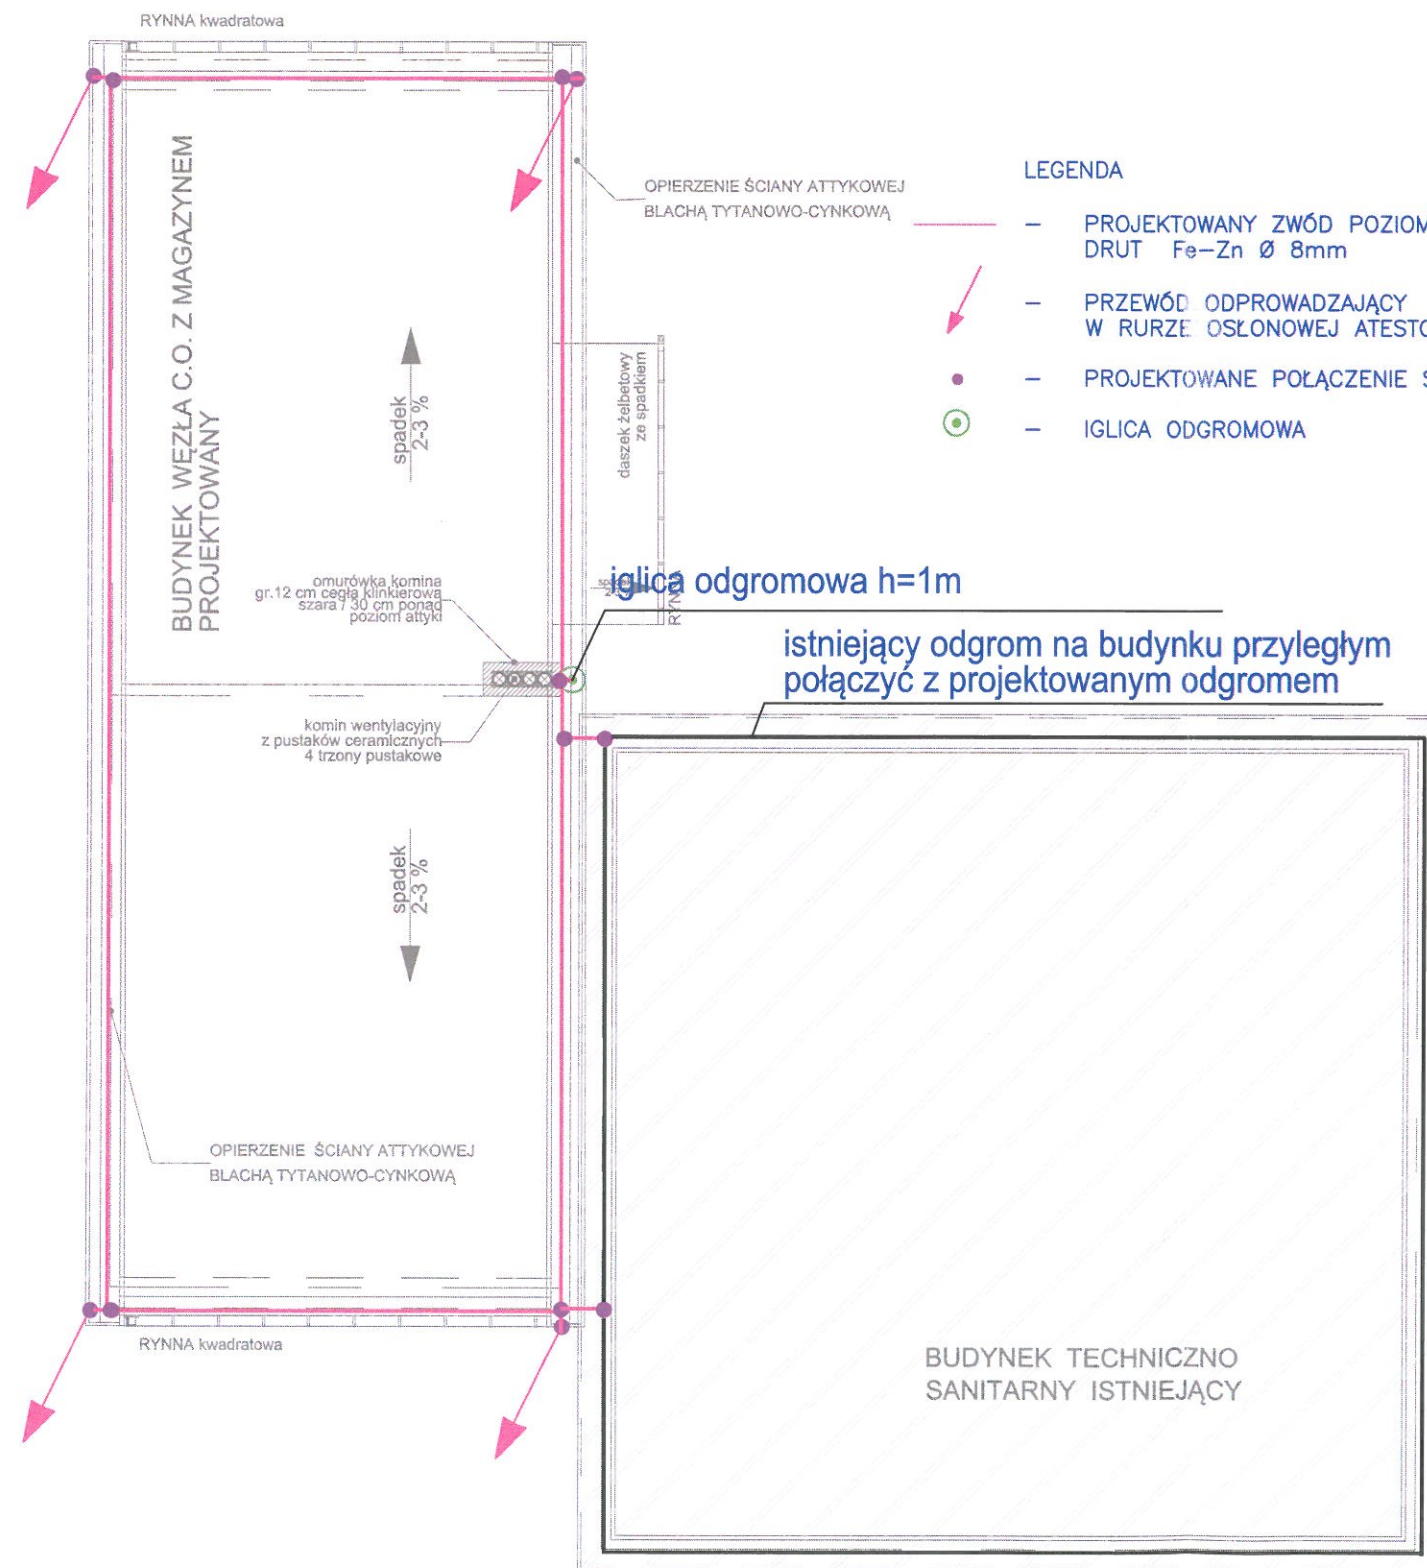 RYNNA kwadratowa
BUDYNEK WĘZŁA C.O. Z MAGAZYNEM
PROJEKTOWANY
OPIERZENIE ŚCIANY ATTYKOWEJ
BLACHĄ TYTANOWO-CYNKOWĄ
LEGENDA
– PROJEKTOWANY ZWÓD POZIOM
DRUT Fe-Zn Ø 8mm
– PRZEWÓD ODPROWADZAJĄCY
W RURZE OSŁONOWEJ ATESTO
– PROJEKTOWANE POŁĄCZENIE S
– IGLICA ODGROMOWA
spadek
2-3 %
daszek żelbetowy
ze spadkiem
RYNNA
omurówka komina
gr.12 cm cegła klinkierowa
szara / 30 cm ponad
poziom attyki
iglica odgromowa h=1m
istniejący odgrom na budynku przyległym
połączyć z projektowanym odgromem
komin wentylacyjny
z pustaków ceramicznych
4 trzony pustakowe
spadek
2-3 %
OPIERZENIE ŚCIANY ATTYKOWEJ
BLACHĄ TYTANOWO-CYNKOWĄ
RYNNA kwadratowa
BUDYNEK TECHNICZNO
SANITARNY ISTNIEJĄCY